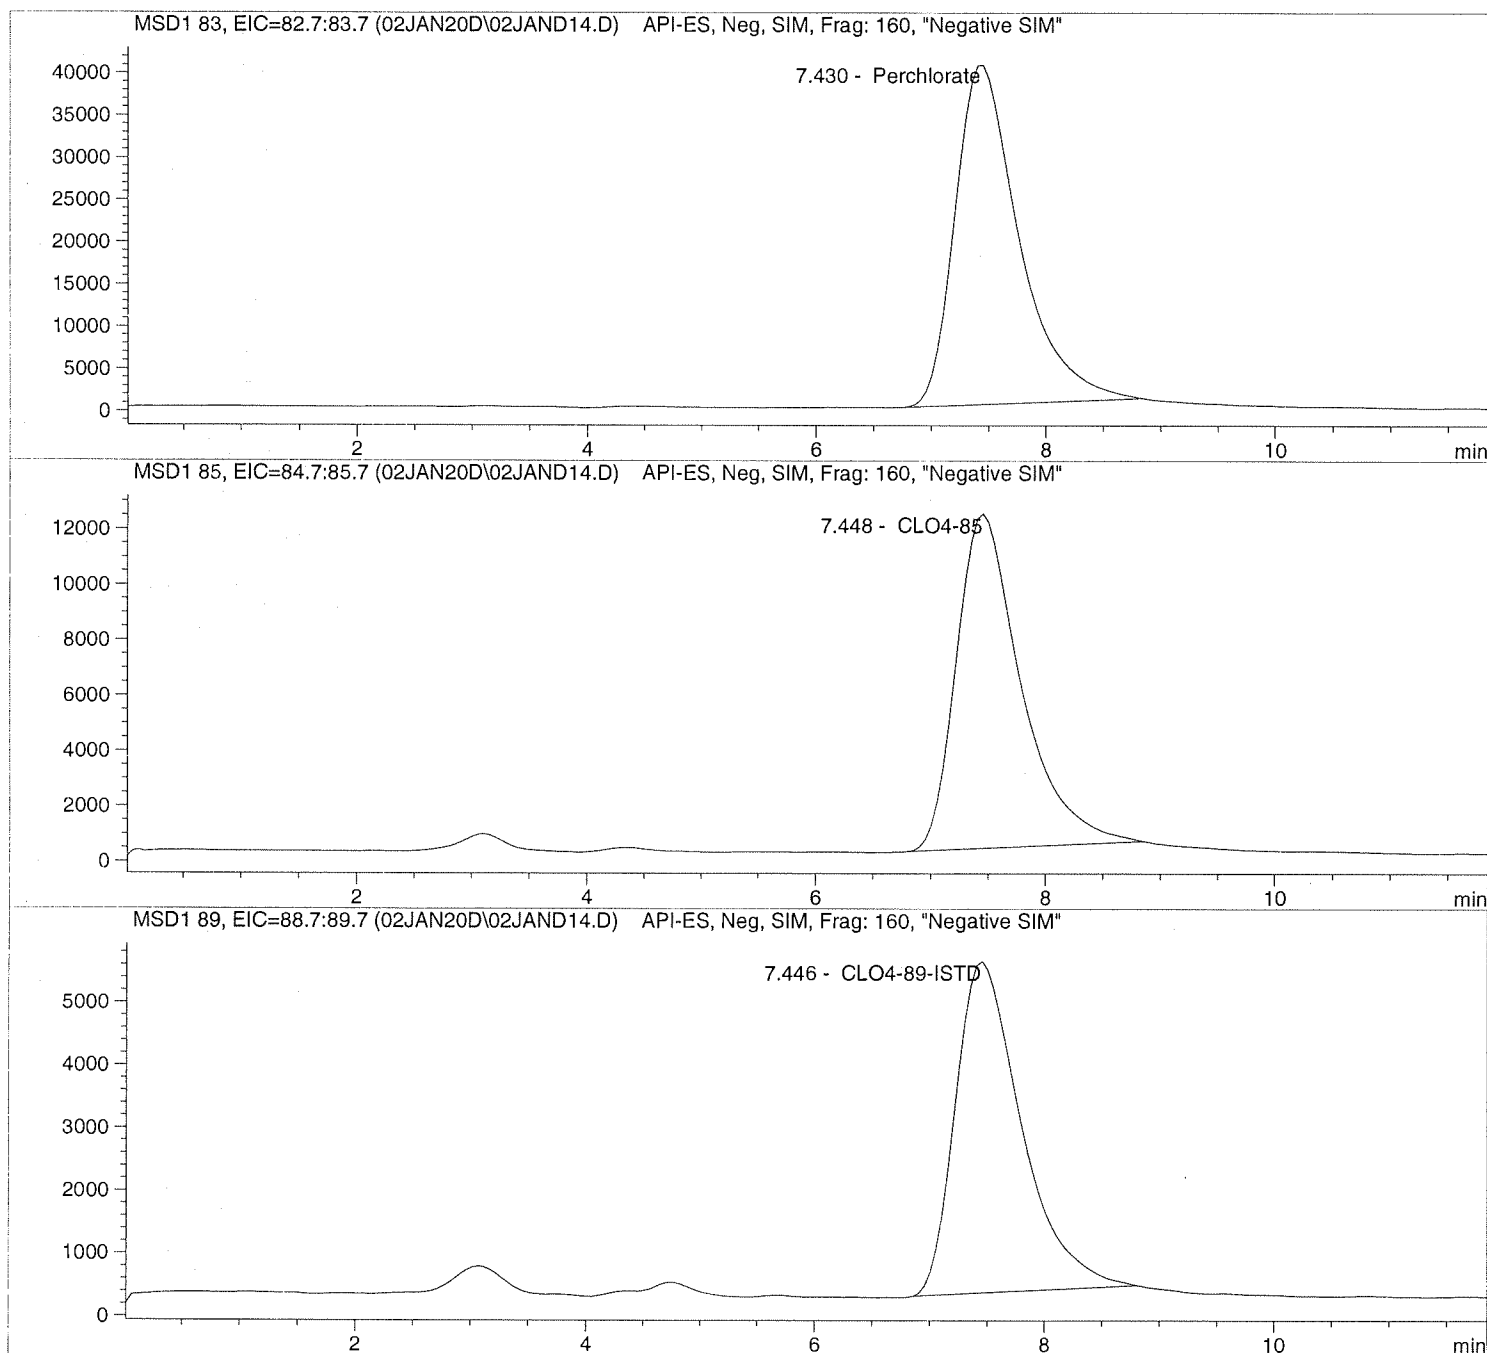 MSD1 83, EIC=82.7:83.7 (02JAN20D\02JAND14.D) API-ES, Neg, SIM, Frag: 160, "Negative SIM"
7.430 - Perchlorate
40000
35000
30000
25000
20000
15000
10000
5000
0
2 4 6 8 10 min
MSD1 85, EIC=84.7:85.7 (02JAN20D\02JAND14.D) API-ES, Neg, SIM, Frag: 160, "Negative SIM"
7.448 - CLO4-85
12000
10000
8000
6000
4000
2000
0
2 4 6 8 10 min
MSD1 89, EIC=88.7:89.7 (02JAN20D\02JAND14.D) API-ES, Neg, SIM, Frag: 160, "Negative SIM"
7.446 - CLO4-89-ISTD
5000
4000
3000
2000
1000
0
2 4 6 8 10 min